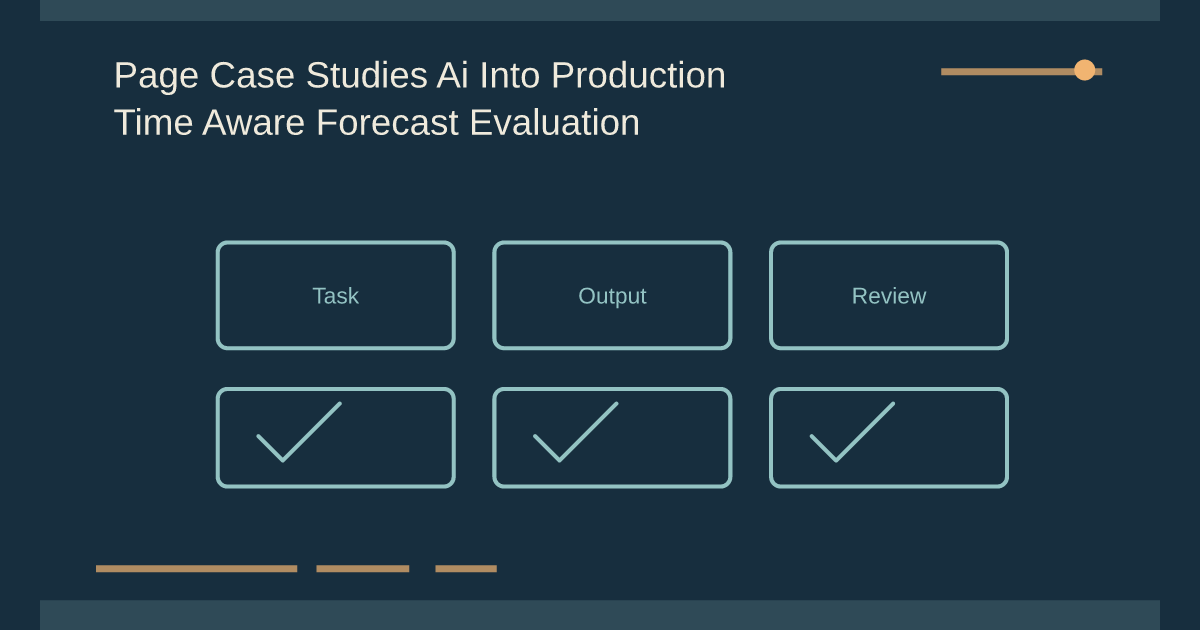 Page Case Studies Ai Into Production
Time Aware Forecast Evaluation
Task
Output
Review